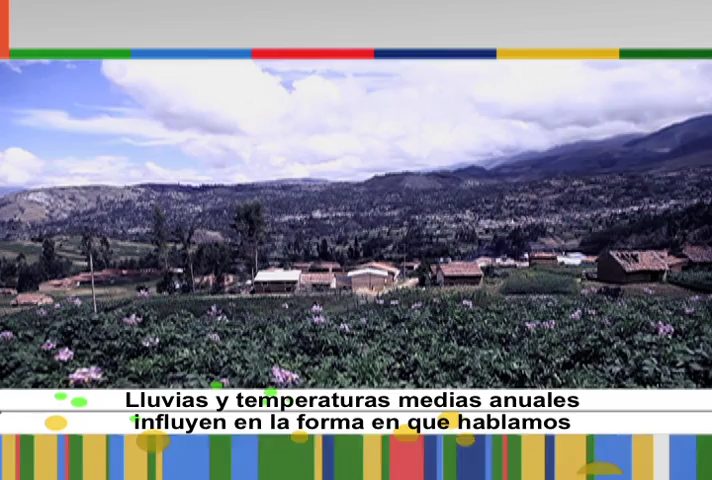 Lluvias y temperaturas medias anuales
influyen en la forma en que hablamos